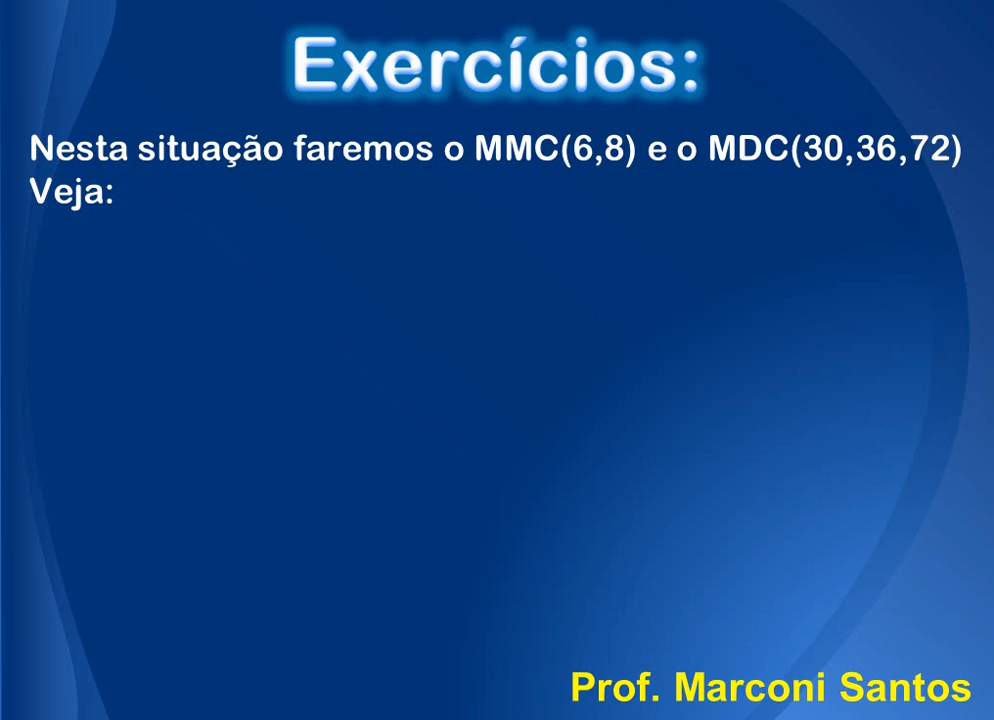 Exercícios:
Nesta situação faremos o MMC(6,8) e o MDC(30,36,72)
Veja:
Prof. Marconi Santos